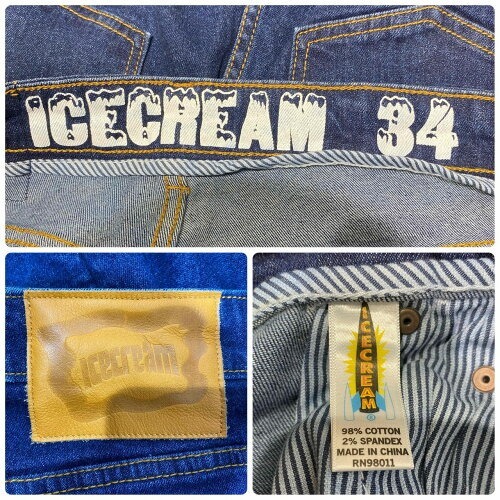 ICECREAM 34
icecream
ICECREAM
®
98% COTTON
2% SPANDEX
MADE IN CHINA
RN98011